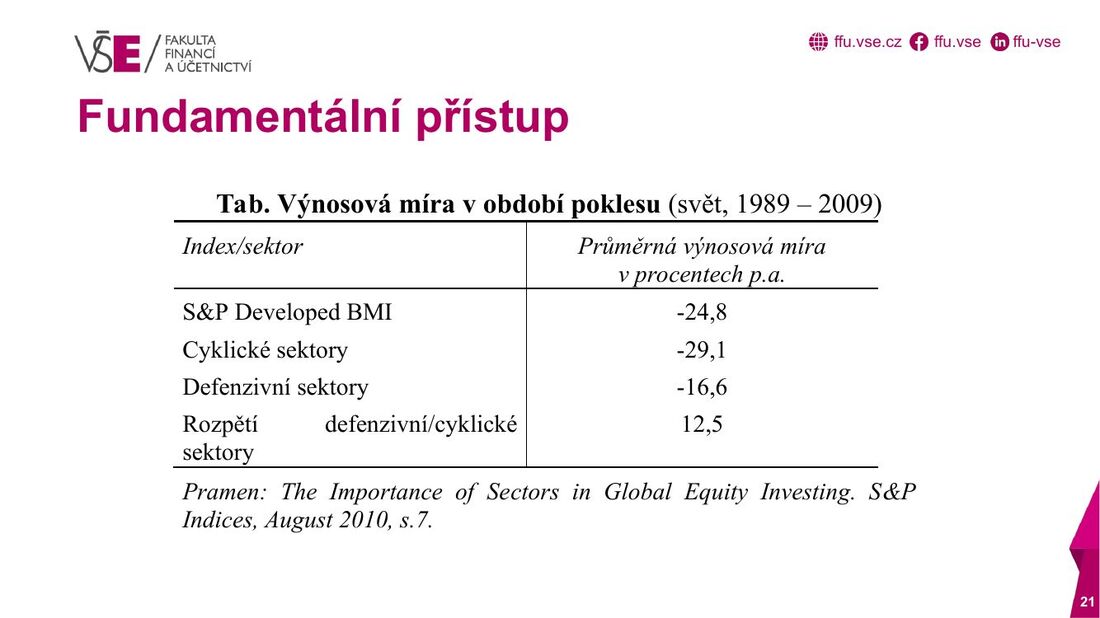 VŠE/ FAKULTA
FINANCÍ
A ÚČETNICTVÍ
ffu.vse.cz ffu.vse ffu-vse
Fundamentální přístup
Tab. Výnosová míra v období poklesu (svět, 1989 – 2009)
Index/sektor
Průměrná výnosová míra
v procentech p.a.
S&P Developed BMI -24,8
Cyklické sektory -29,1
Defenzivní sektory -16,6
Rozpětí defenzivní/cyklické 12,5
sektory
Pramen: The Importance of Sectors in Global Equity Investing. S&P
Indices, August 2010, s.7.
21